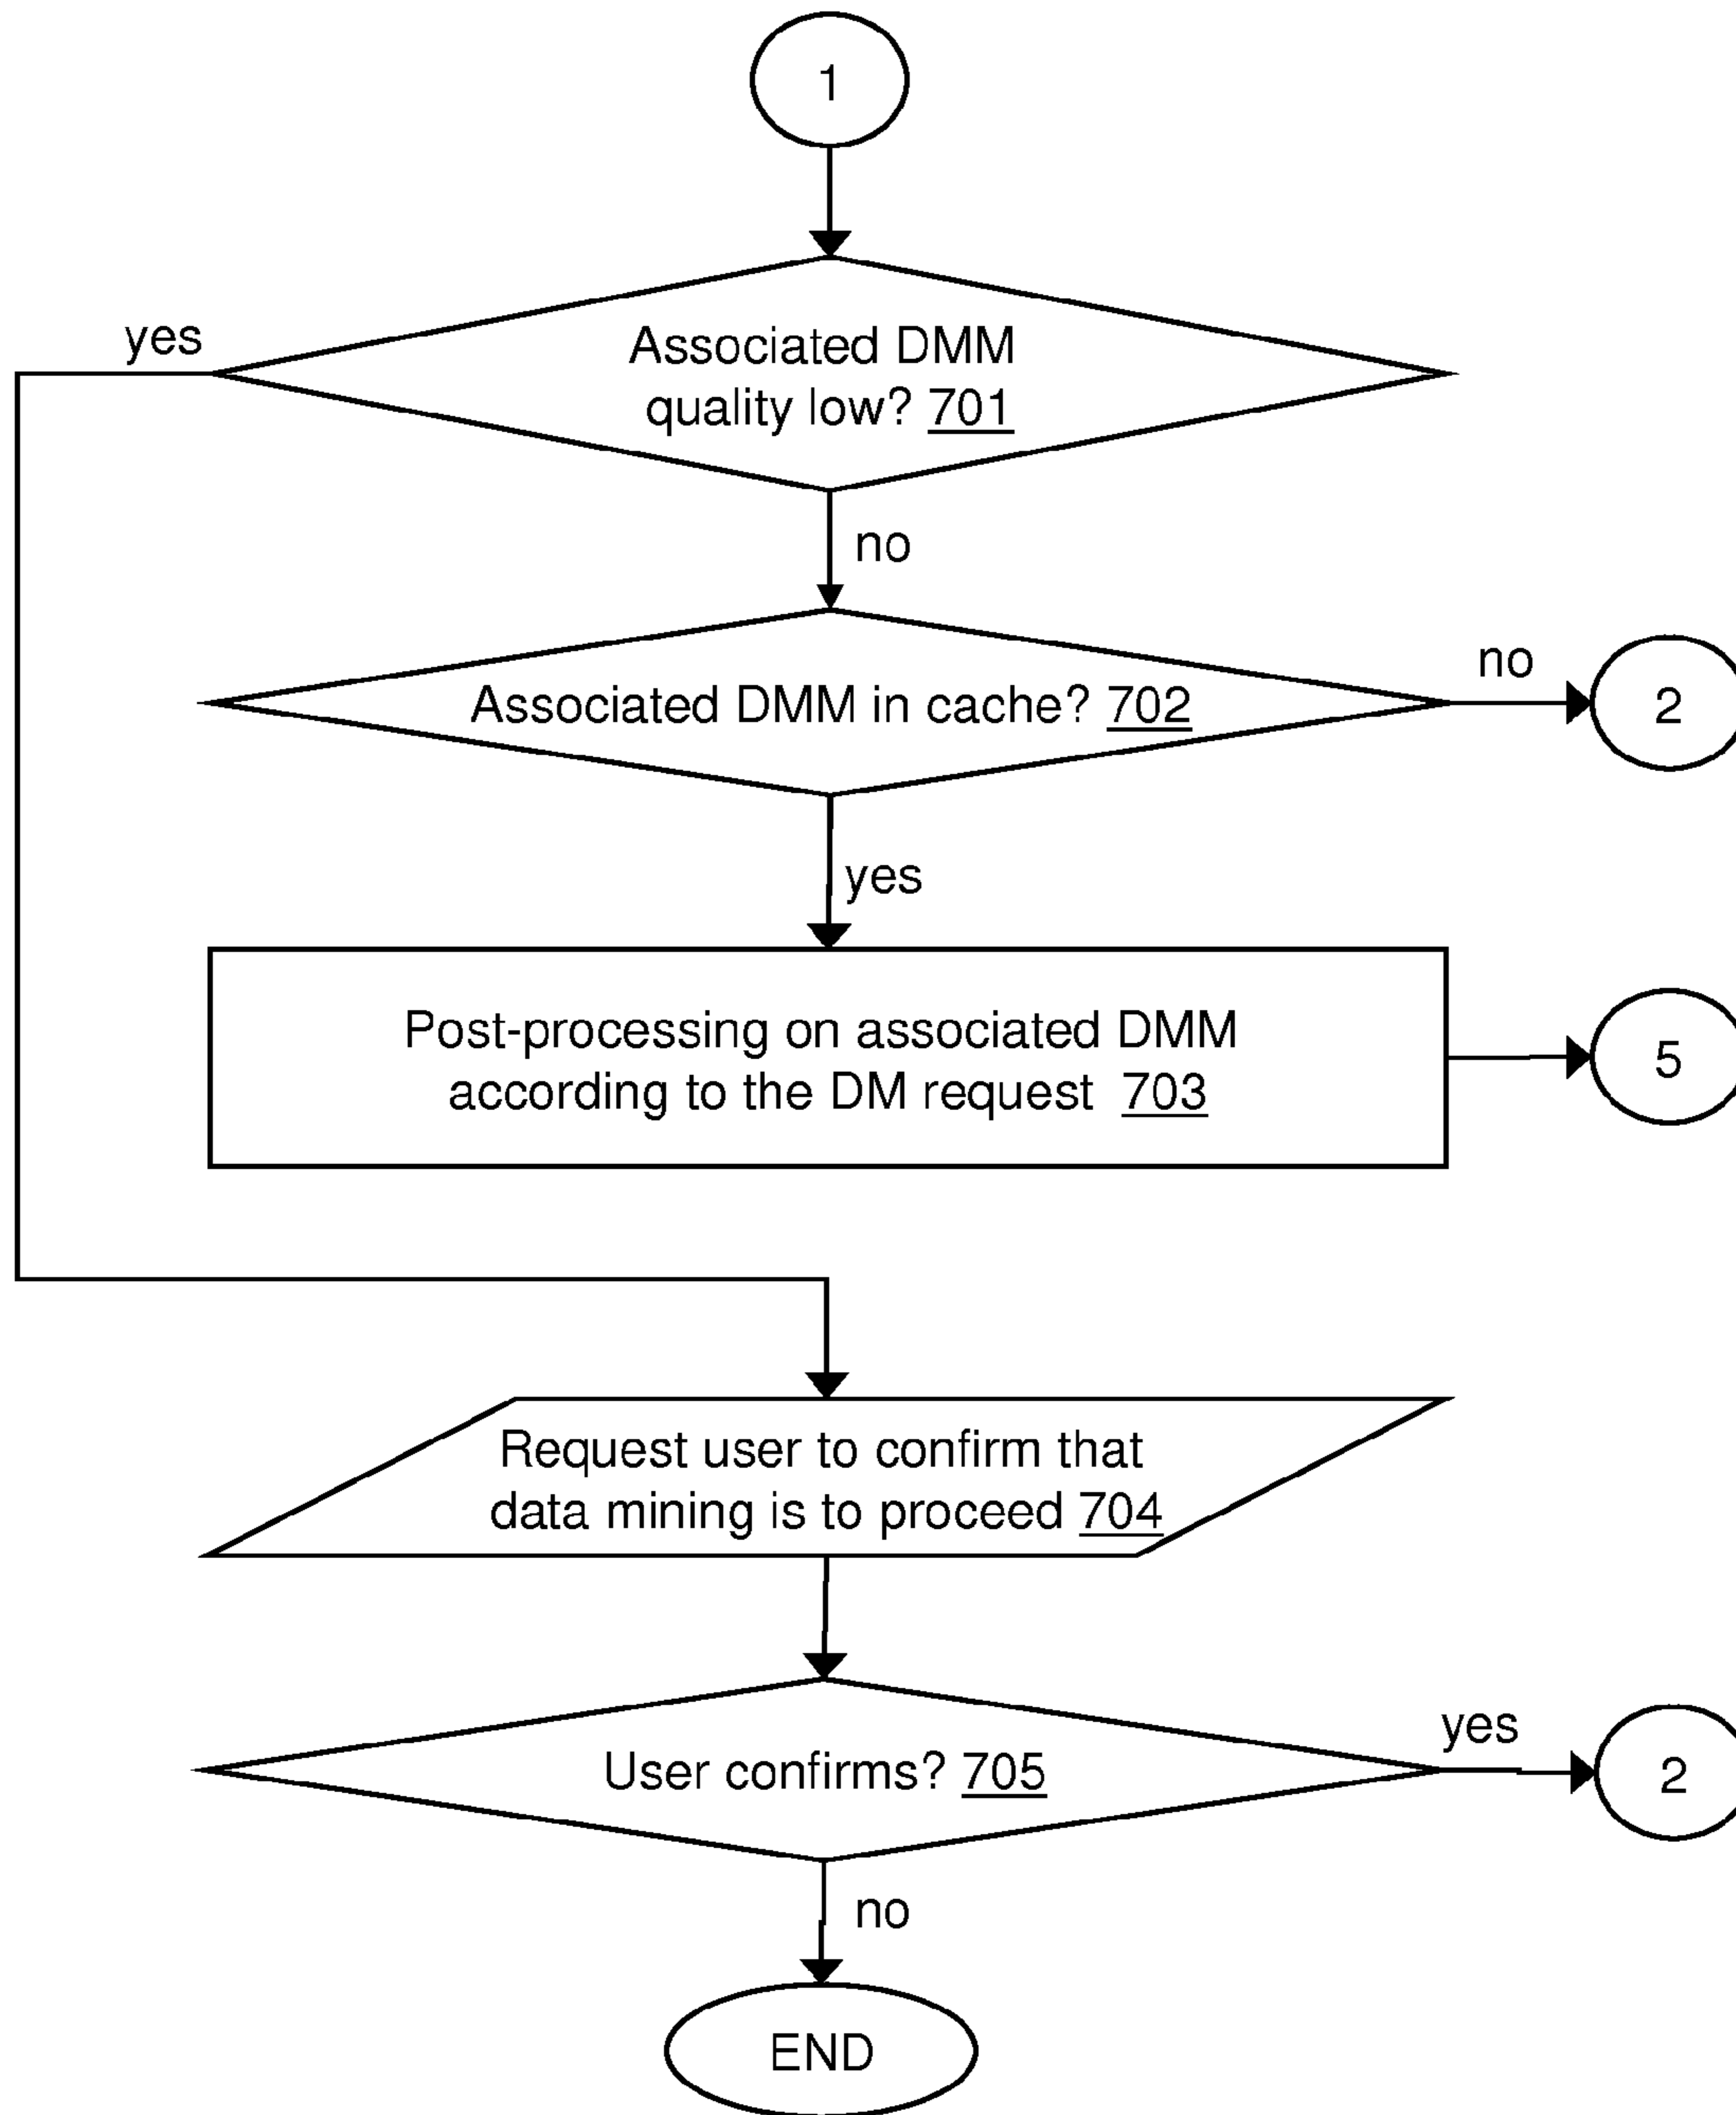 1
yes
Associated DMM
quality low? 701
no
no
Associated DMM in cache? 702
2
yes
Post-processing on associated DMM
according to the DM request 703
5
Request user to confirm that
data mining is to proceed 704
yes
User confirms? 705
2
no
END